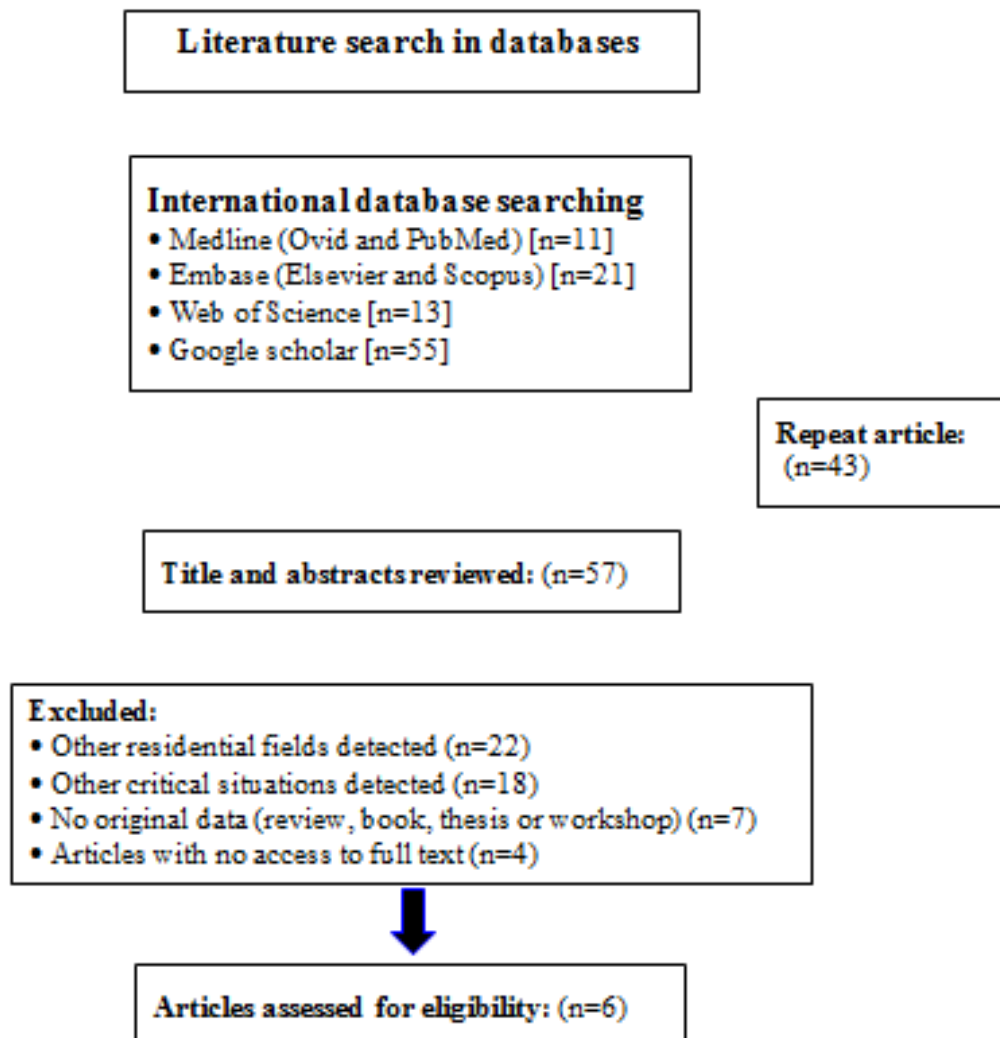 Literature search in databases
International database searching
• Medline (Ovid and PubMed) [n=11]
• Embase (Elsevier and Scopus) [n=21]
• Web of Science [n=13]
• Google scholar [n=55]
Repeat article:
(n=43)
Title and abstracts reviewed: (n=57)
Excluded:
• Other residential fields detected (n=22)
• Other critical situations detected (n=18)
• No original data (review, book, thesis or workshop) (n=7)
• Articles with no access to full text (n=4)
Articles assessed for eligibility: (n=6)